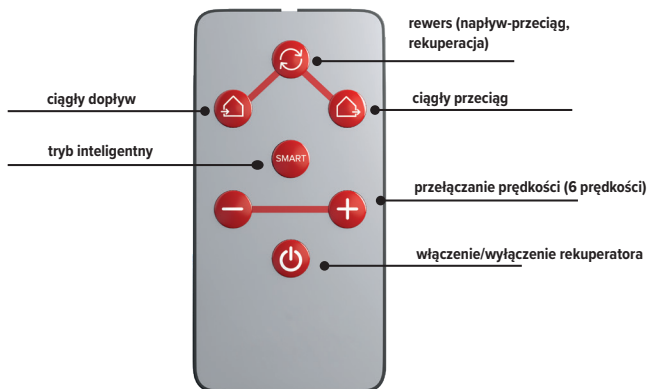 rewers (napływ-przeciąg,
rekuperacja)
ciągły dopływ
ciągły przeciąg
tryb inteligentny
SMART
przełączanie prędkości (6 prędkości)
włączenie/wyłączenie rekuperatora